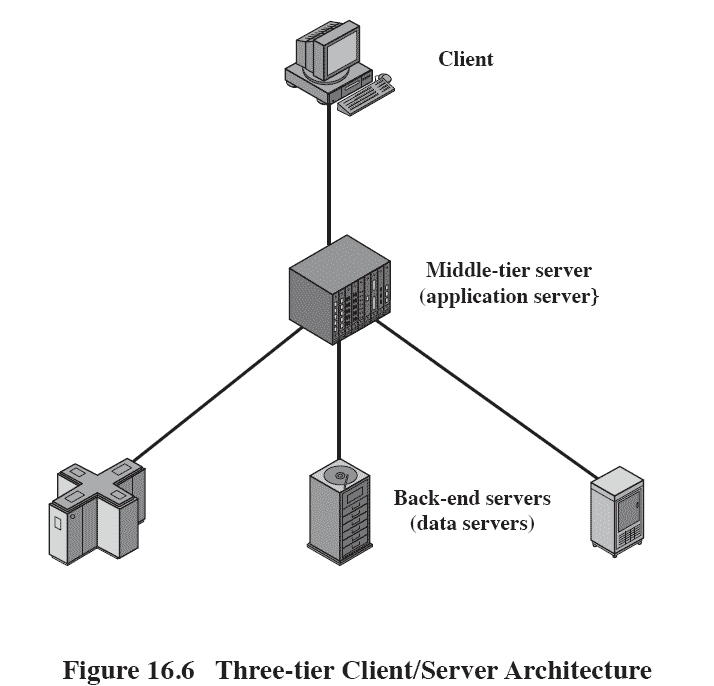 Client
Middle-tier server
(application server}
Back-end servers
(data servers)
Figure 16.6 Three-tier Client/Server Architecture